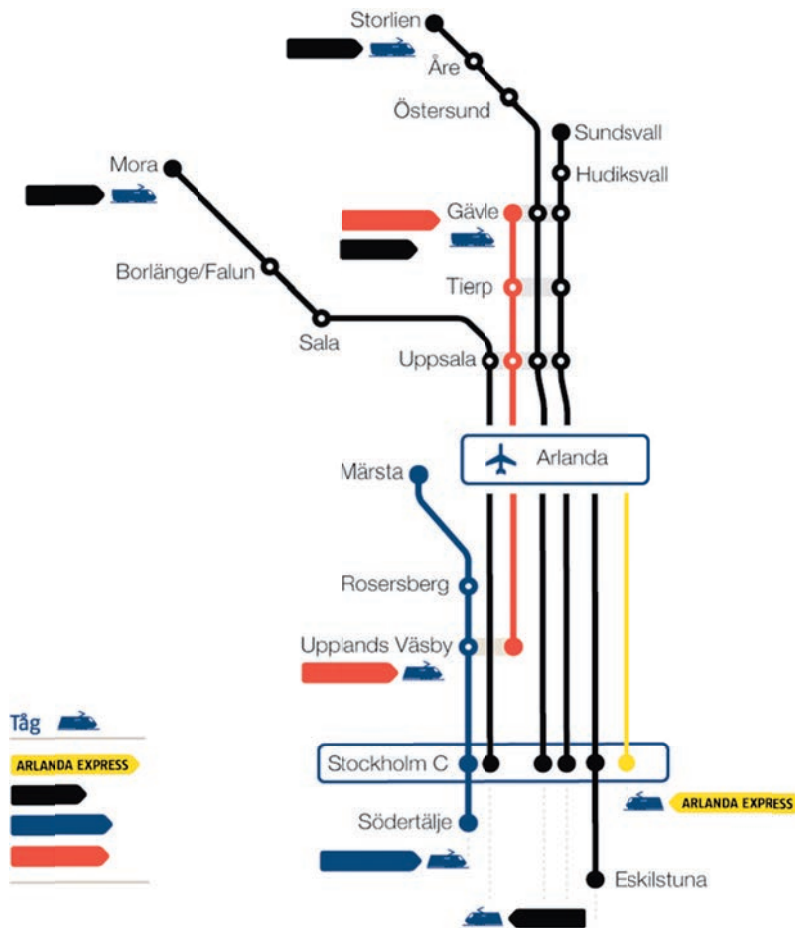 Storlien
Åre
Östersund
Sundsvall
Mora
Hudiksvall
Gävle
Borlänge/Falun
Tierp
Sala
Uppsala
Arlanda
Märsta
Rosersberg
Upplands Väsby
Tåg
ARLANDA EXPRESS
Stockholm C
ARLANDA EXPRESS
Södertälje
Eskilstuna